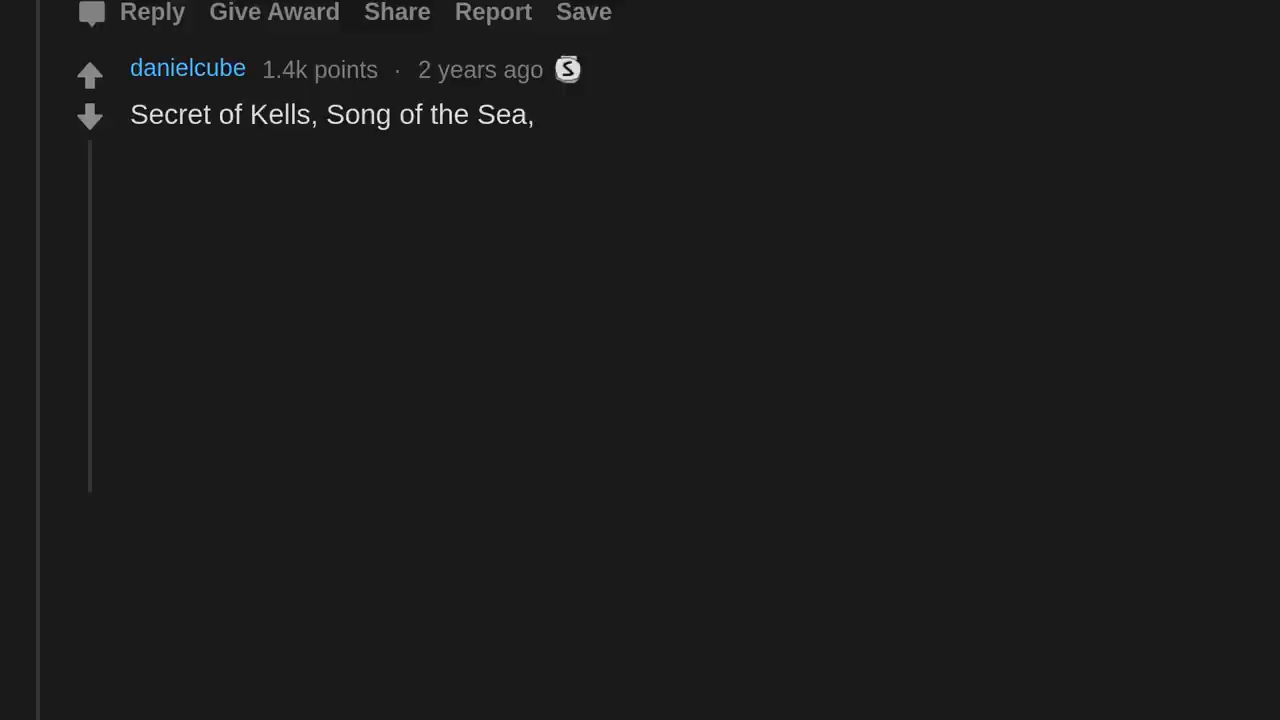 Reply Give Award Share Report Save
danielcube 1.4k points · 2 years ago S
Secret of Kells, Song of the Sea,